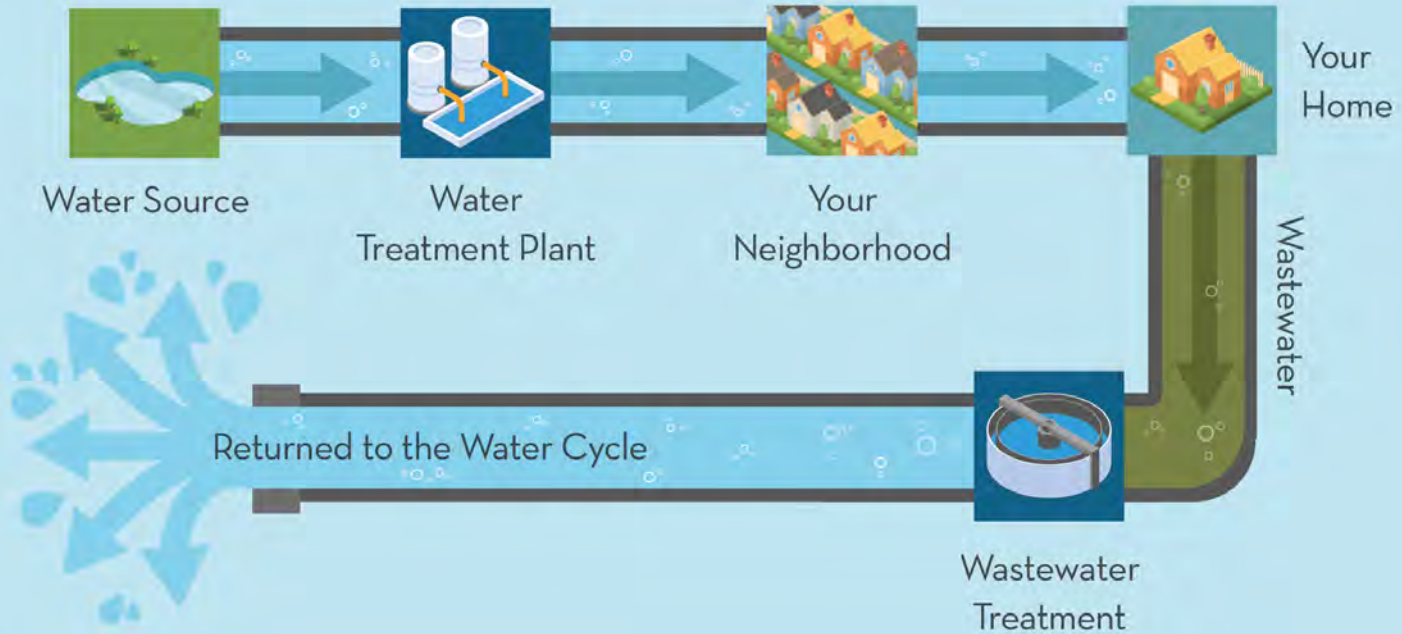 Your
Home
Water Source
Water
Treatment Plant
Your
Neighborhood
Wastewater
Returned to the Water Cycle
Wastewater
Treatment